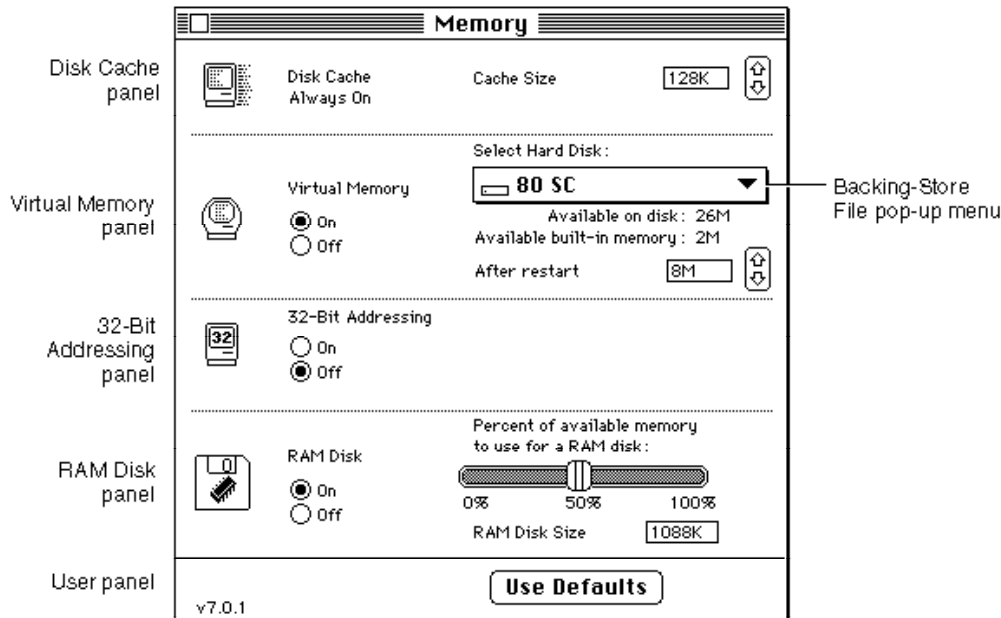 Memory
Disk Cache
panel
Disk Cache
Always On
Cache Size
128K
Select Hard Disk:
80 SC
Backing-Store
File pop-up menu
Virtual Memory
panel
Virtual Memory
On
Off
Available on disk: 26M
Available built-in memory: 2M
After restart
8M
32-Bit
Addressing
panel
32
32-Bit Addressing
On
Off
RAM Disk
panel
RAM Disk
On
Off
Percent of available memory
to use for a RAM disk:
0% 50% 100%
RAM Disk Size
1088K
User panel
v7.0.1
Use Defaults